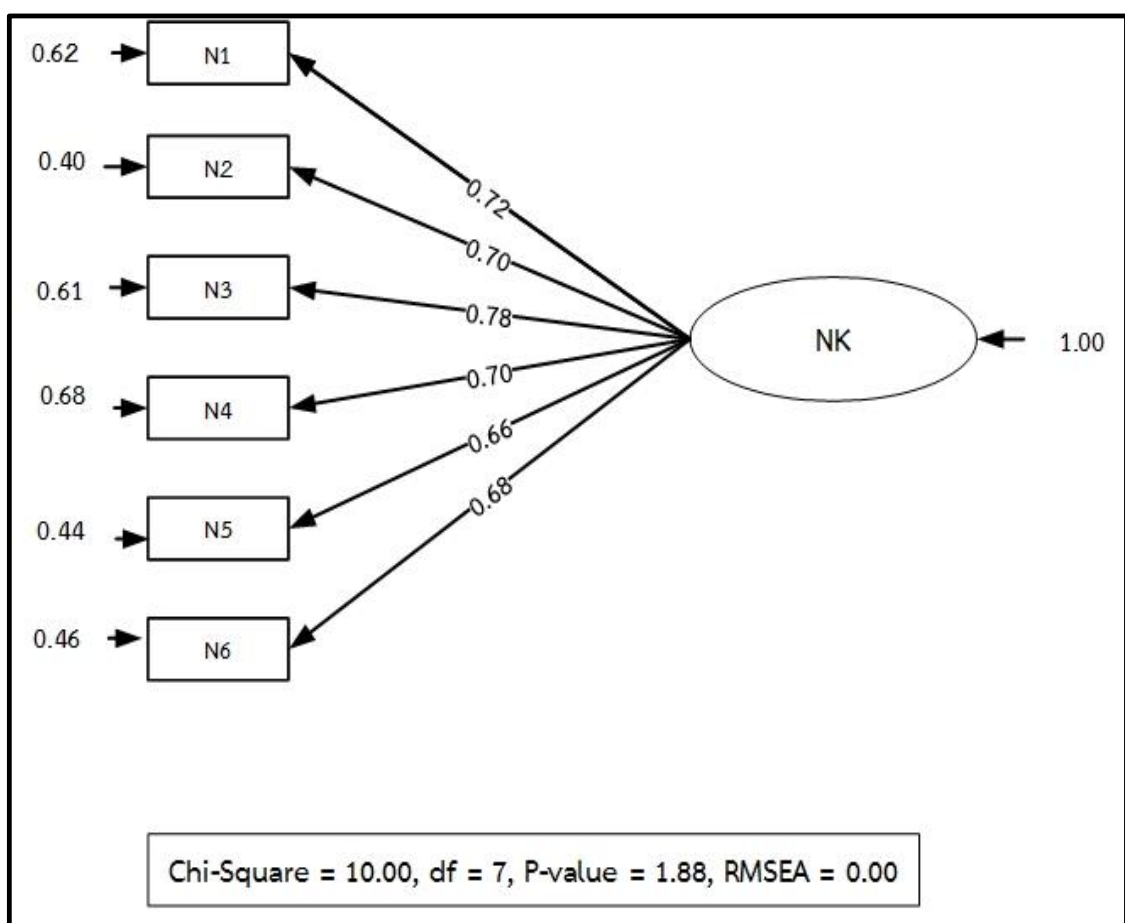 0.62
N1
0.40
N2
0.61
N3
0.68
N4
0.44
N5
0.46
N6
0.72
0.70
0.78
0.70
0.66
0.68
NK
1.00
Chi-Square = 10.00, df = 7, P-value = 1.88, RMSEA = 0.00